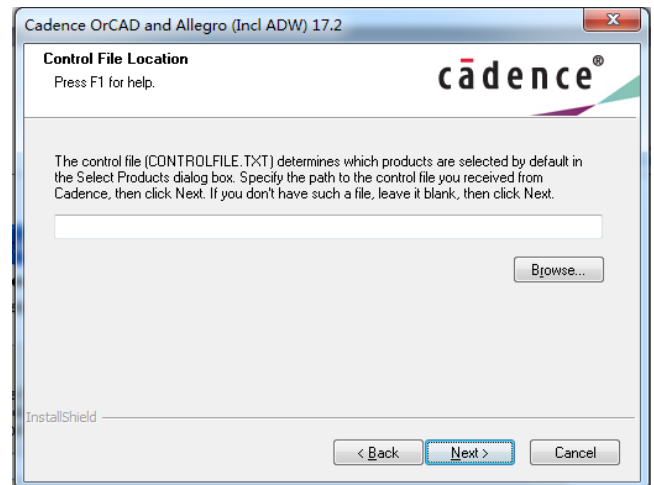 Cadence OrCAD and Allegro (Incl ADW) 17.2
Control File Location
Press F1 for help.
cādence®
The control file (CONTROLFILE.TXT) determines which products are selected by default in
the Select Products dialog box. Specify the path to the control file you received from
Cadence, then click Next. If you don't have such a file, leave it blank, then click Next.
Browse...
InstallShield
< Back
Next >
Cancel